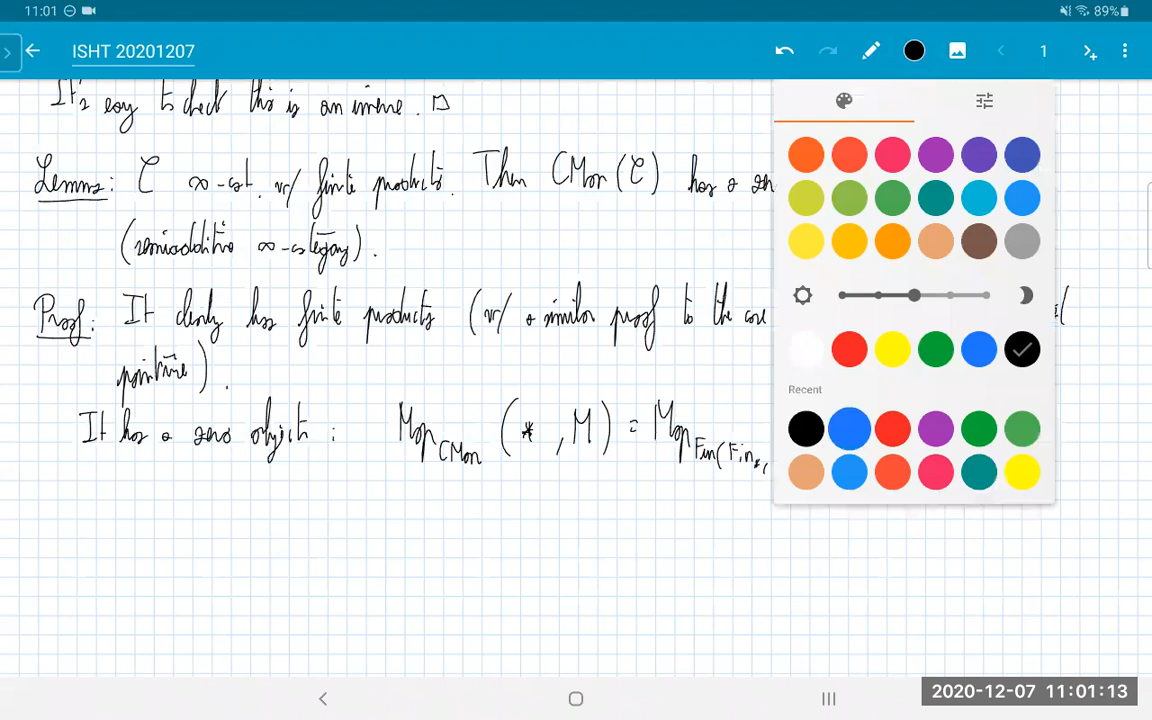 11:01
89%
ISHT 20201207
1
It's easy to check this is an inverse. □
Lemma: C ∞-cat. w/ finite products. Then CMon(C) has a
(semiadditive ∞-category).
Proof: It clearly has finite products (w/ a similar proof to the
pointwise).
It has a zero object: Map_CMon (*, M) = Map_Fun(Fin_*,
Recent
2020-12-07 11:01:13